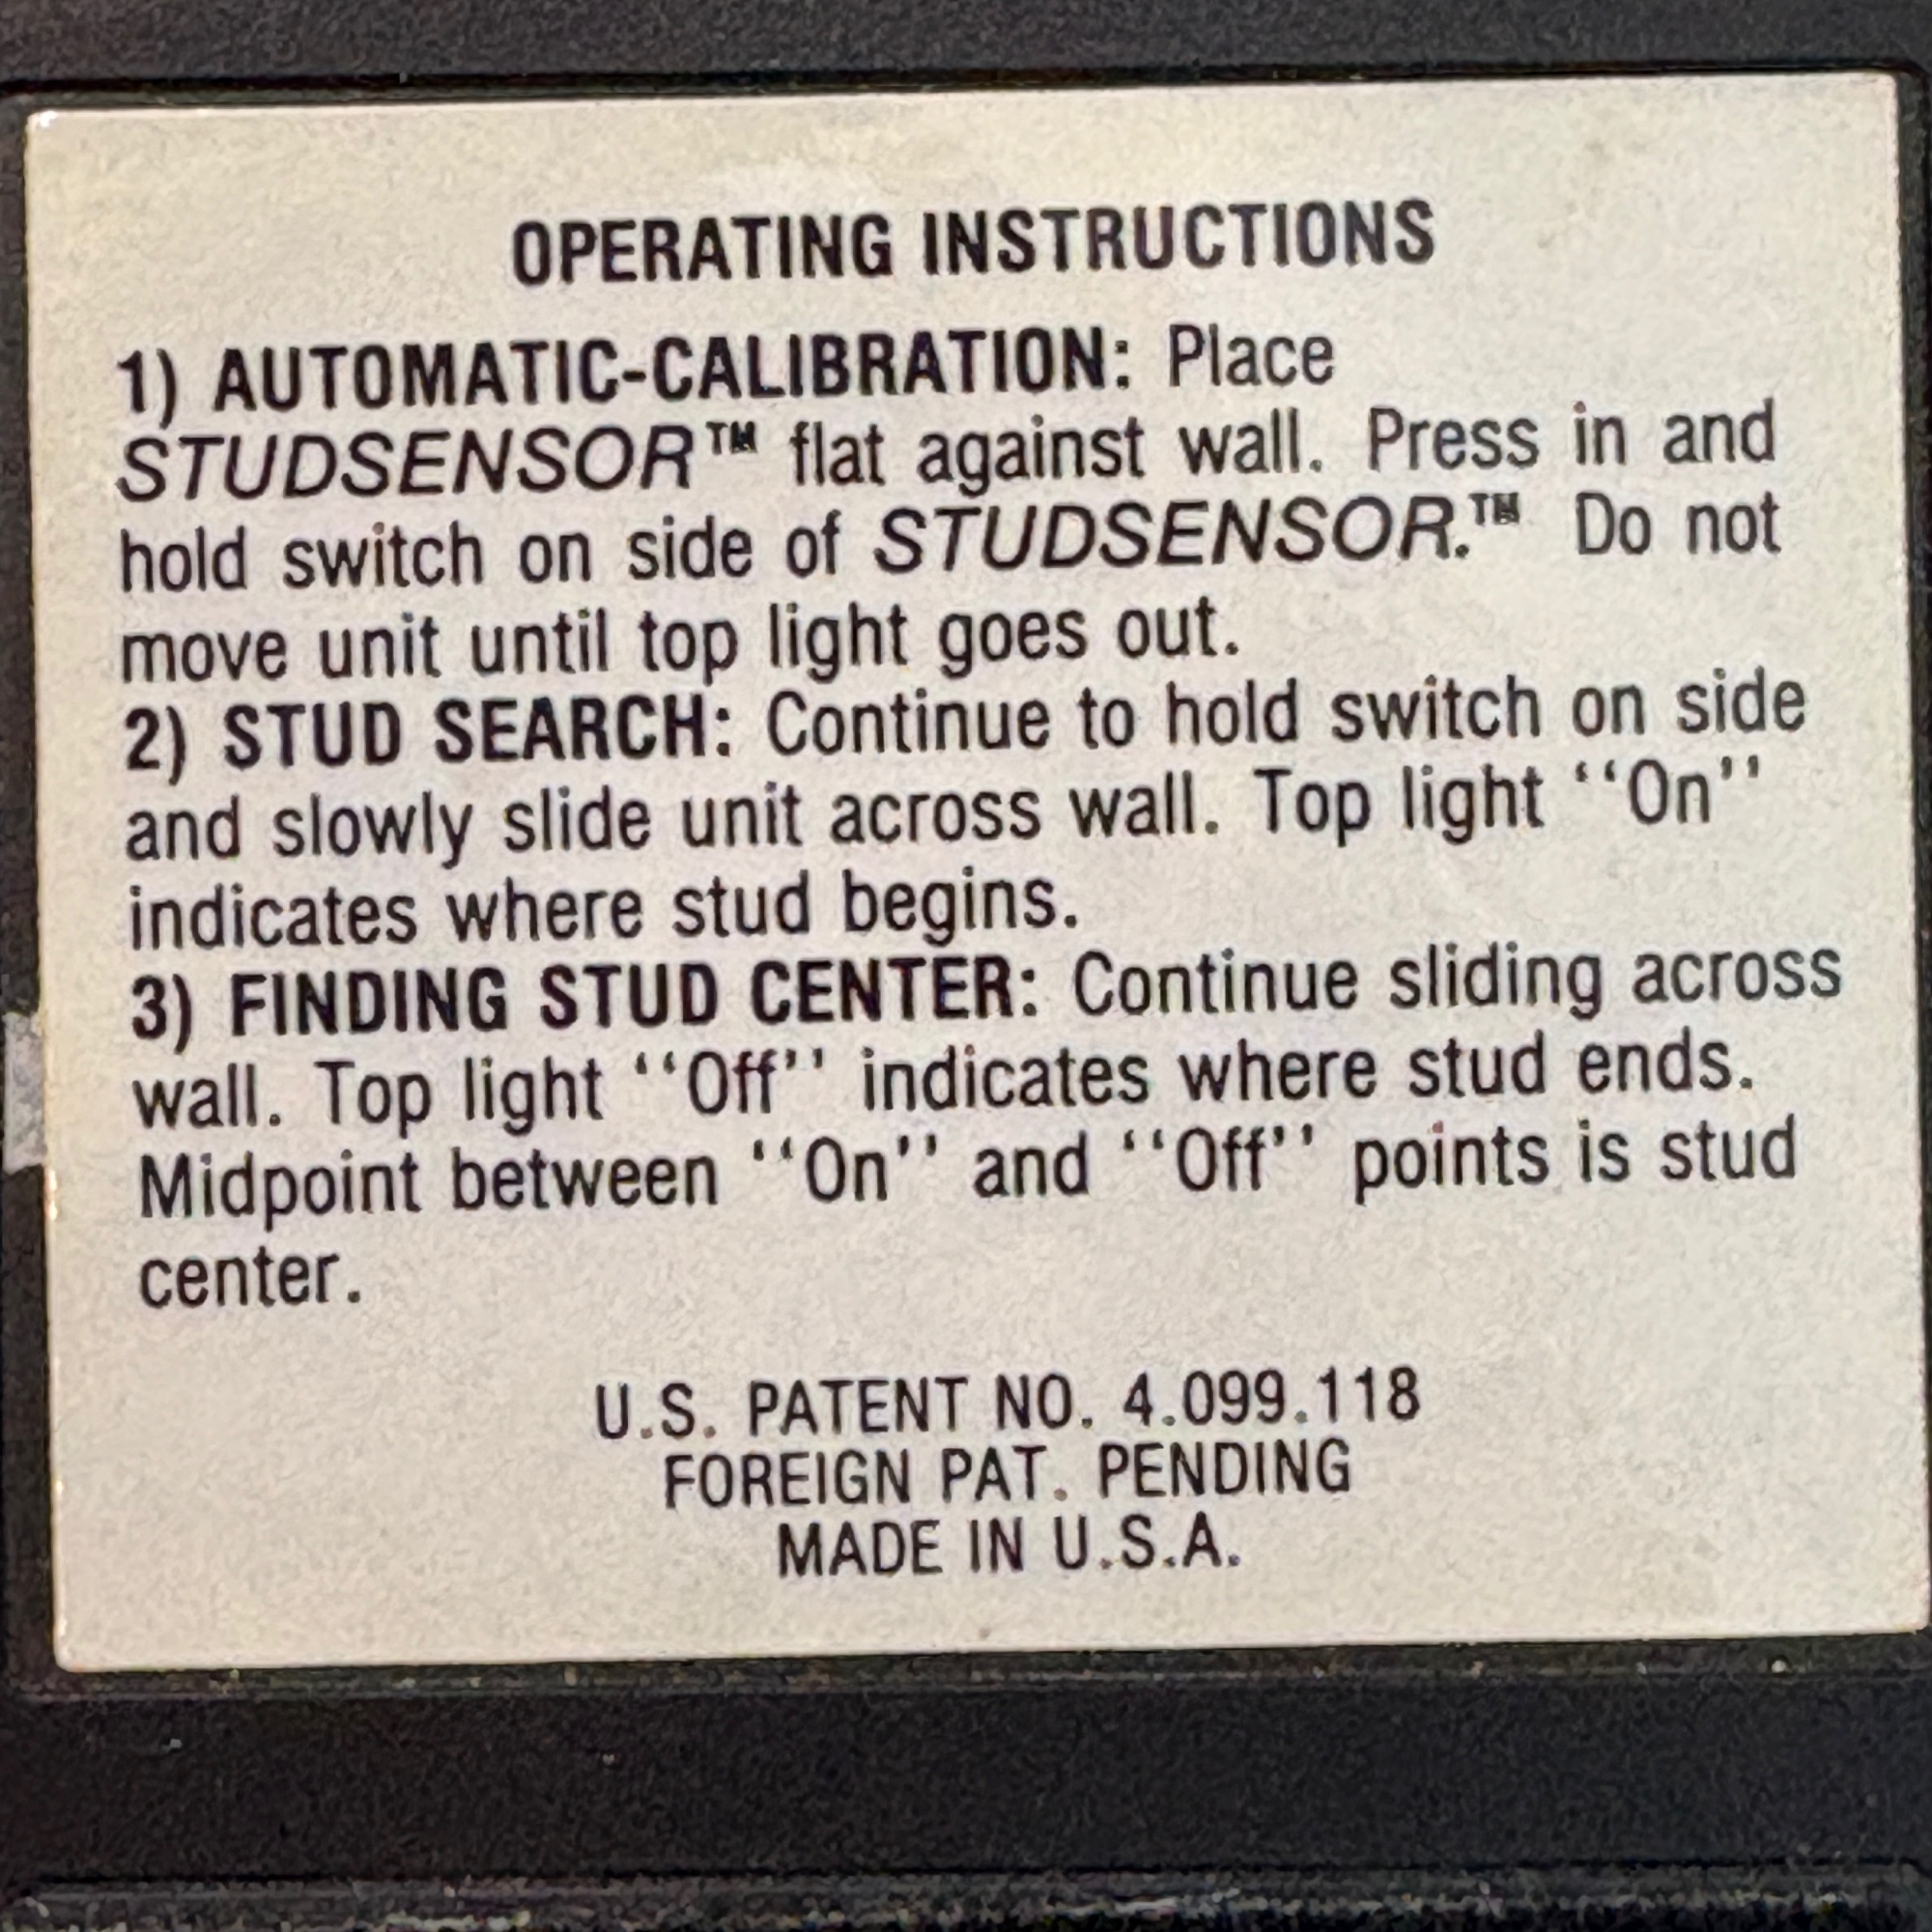 OPERATING INSTRUCTIONS
1) AUTOMATIC-CALIBRATION: Place
STUDSENSOR™ flat against wall. Press in and
hold switch on side of STUDSENSOR.™ Do not
move unit until top light goes out.
2) STUD SEARCH: Continue to hold switch on side
and slowly slide unit across wall. Top light ‘‘On’’
indicates where stud begins.
3) FINDING STUD CENTER: Continue sliding across
wall. Top light ‘‘Off’’ indicates where stud ends.
Midpoint between ‘‘On’’ and ‘‘Off’’ points is stud
center.
U.S. PATENT NO. 4.099.118
FOREIGN PAT. PENDING
MADE IN U.S.A.